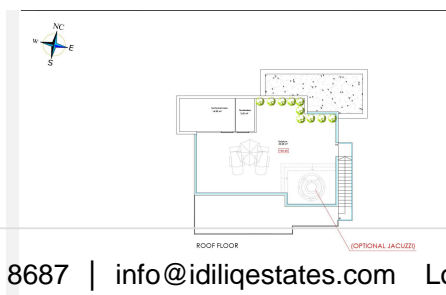 NC
W
E
S
ROOF FLOOR
(OPTIONAL JACUZZI)
8687 | info@idiliqestates.com Lo